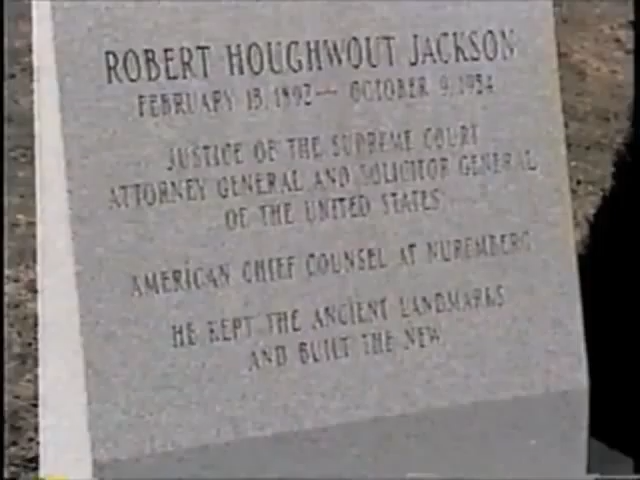 ROBERT HOUGHWOUT JACKSON
FEBRUARY 13, 1892 — OCTOBER 9, 1954
JUSTICE OF THE SUPREME COURT
ATTORNEY GENERAL AND SOLICITOR GENERAL
OF THE UNITED STATES
AMERICAN CHIEF COUNSEL AT NUREMBERG
HE KEPT THE ANCIENT LANDMARKS
AND BUILT THE NEW